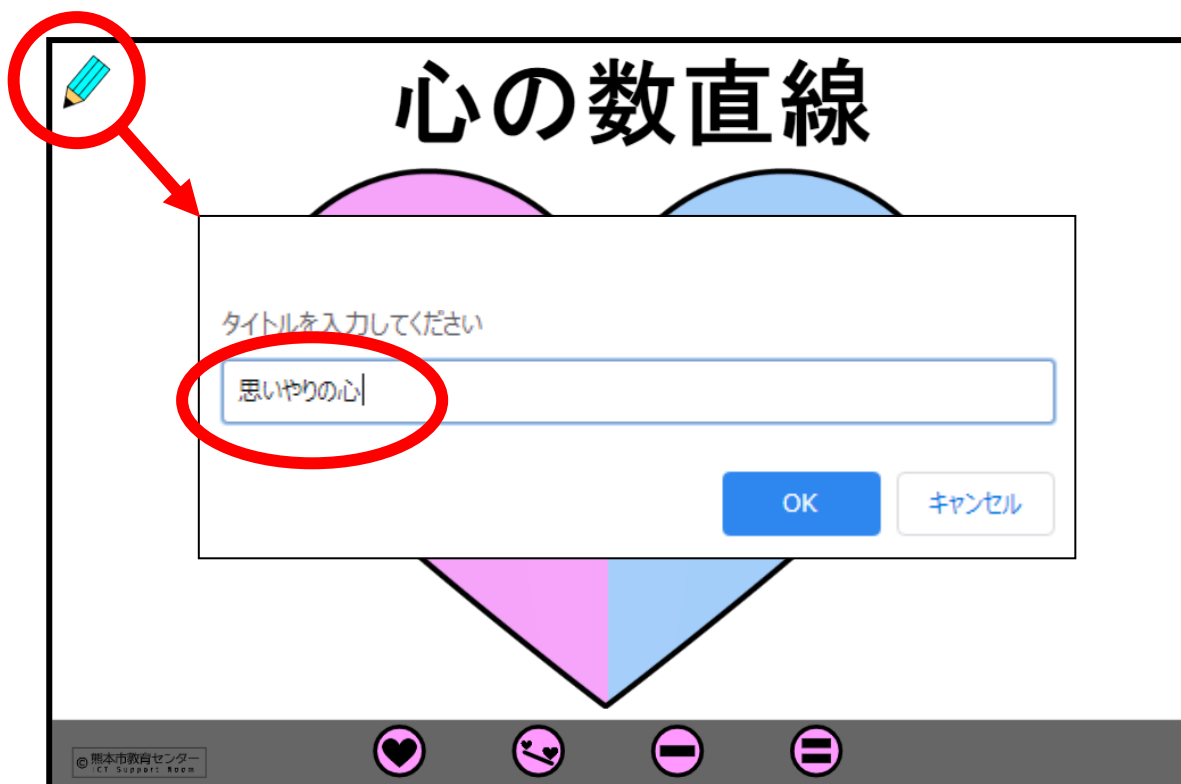 心の数直線
タイトルを入力してください
思いやりの心
OK
キャンセル
©熊本市教育センター
ICT Support Room